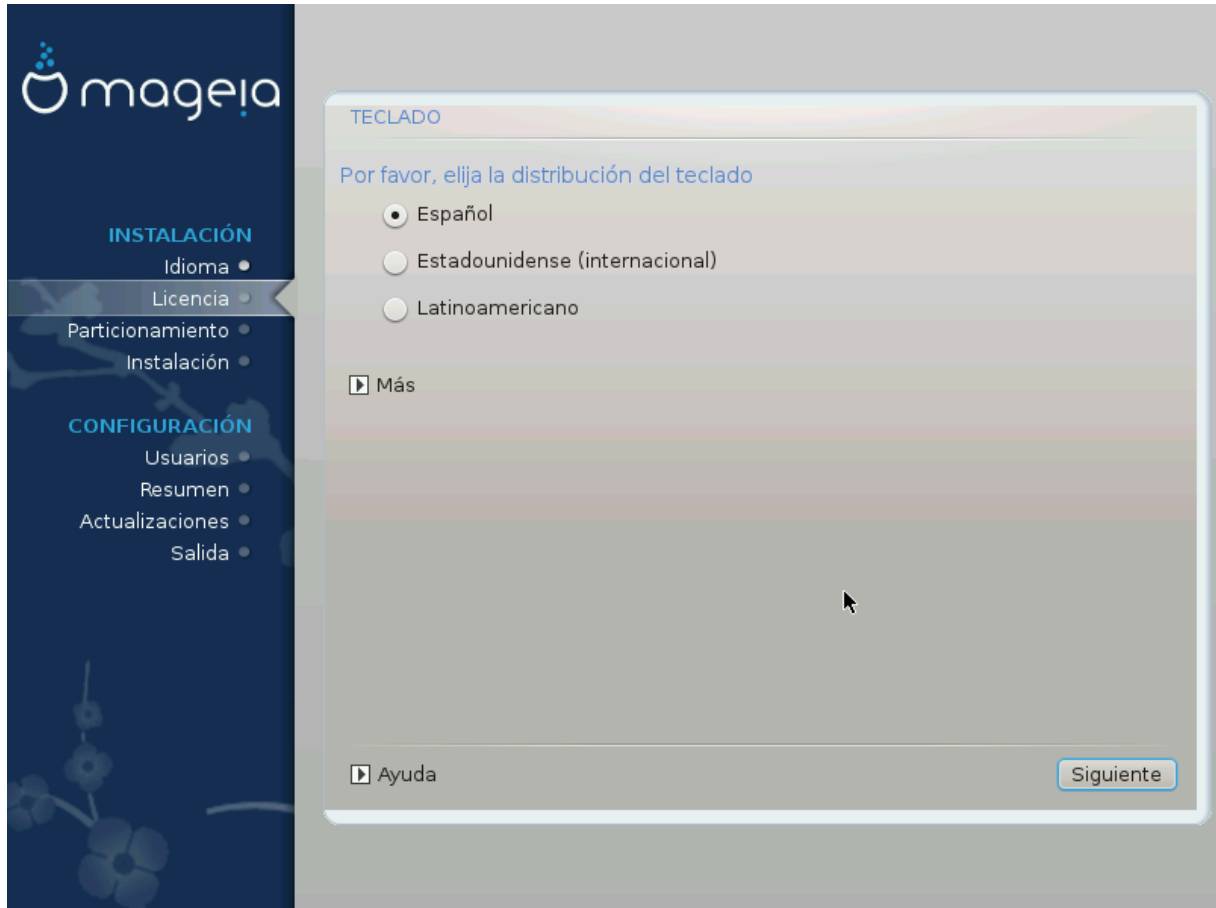 mageia
INSTALACIÓN
Idioma
Licencia
Particionamiento
Instalación
CONFIGURACIÓN
Usuarios
Resumen
Actualizaciones
Salida
TECLADO
Por favor, elija la distribución del teclado
Español
Estadounidense (internacional)
Latinoamericano
Más
Ayuda
Siguiente